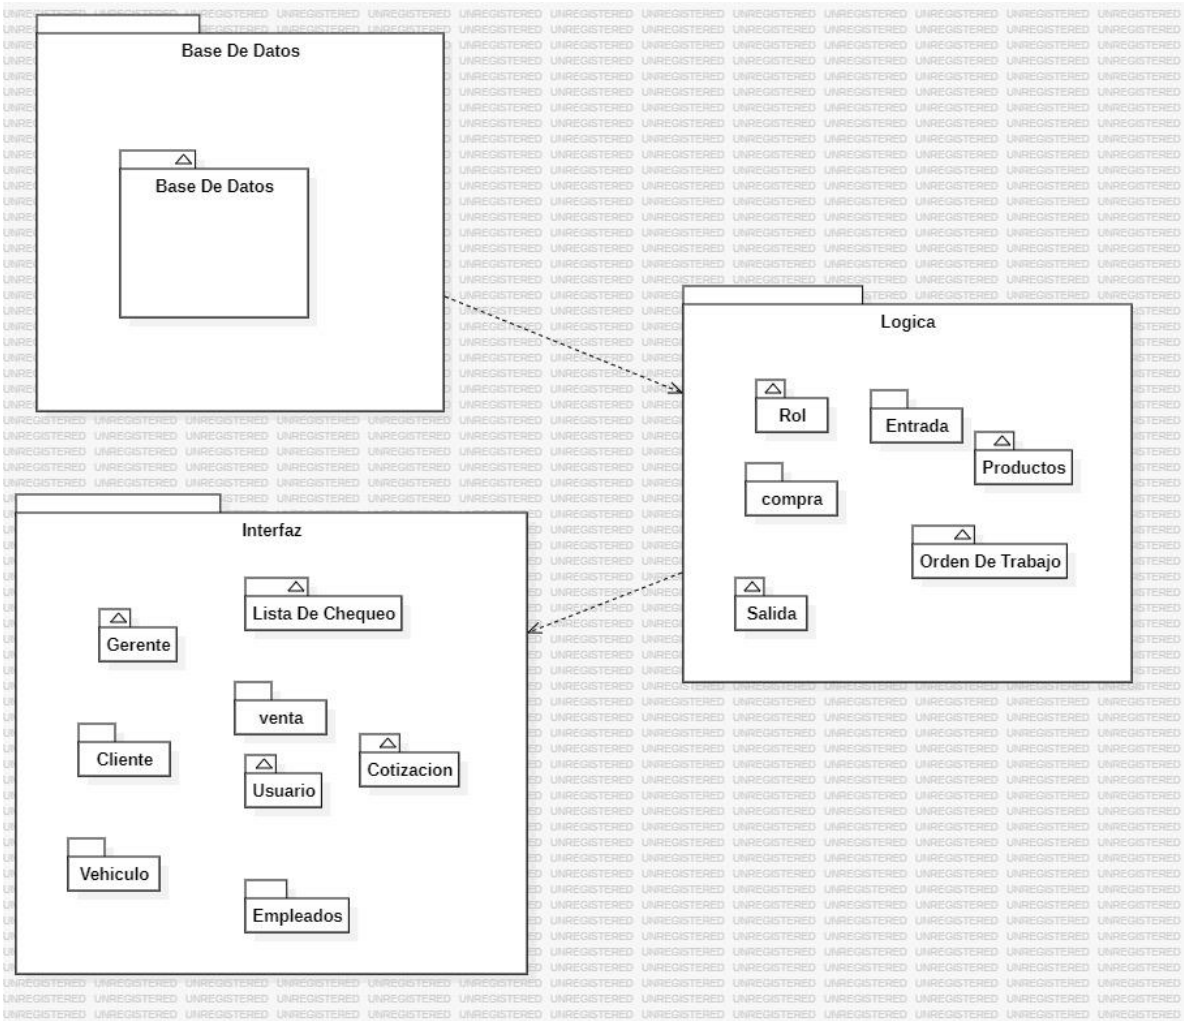 Base De Datos
Base De Datos
Logica
Rol
Entrada
Productos
compra
Orden De Trabajo
Salida
Interfaz
Lista De Chequeo
Gerente
venta
Cliente
Cotizacion
Usuario
Vehiculo
Empleados
UNREGISTERED